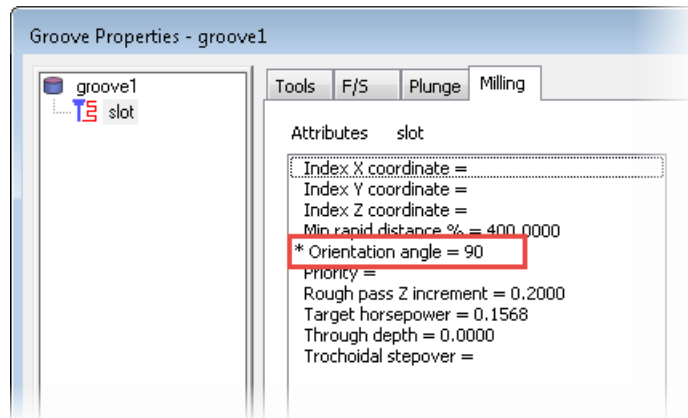 Groove Properties - groove1
groove1
slot
Tools F/S Plunge Milling
Attributes slot
Index X coordinate =
Index Y coordinate =
Index Z coordinate =
Min rapid distance % = 400.0000
* Orientation angle = 90
Priority =
Rough pass Z increment = 0.2000
Target horsepower = 0.1568
Through depth = 0.0000
Trochoidal stepover =